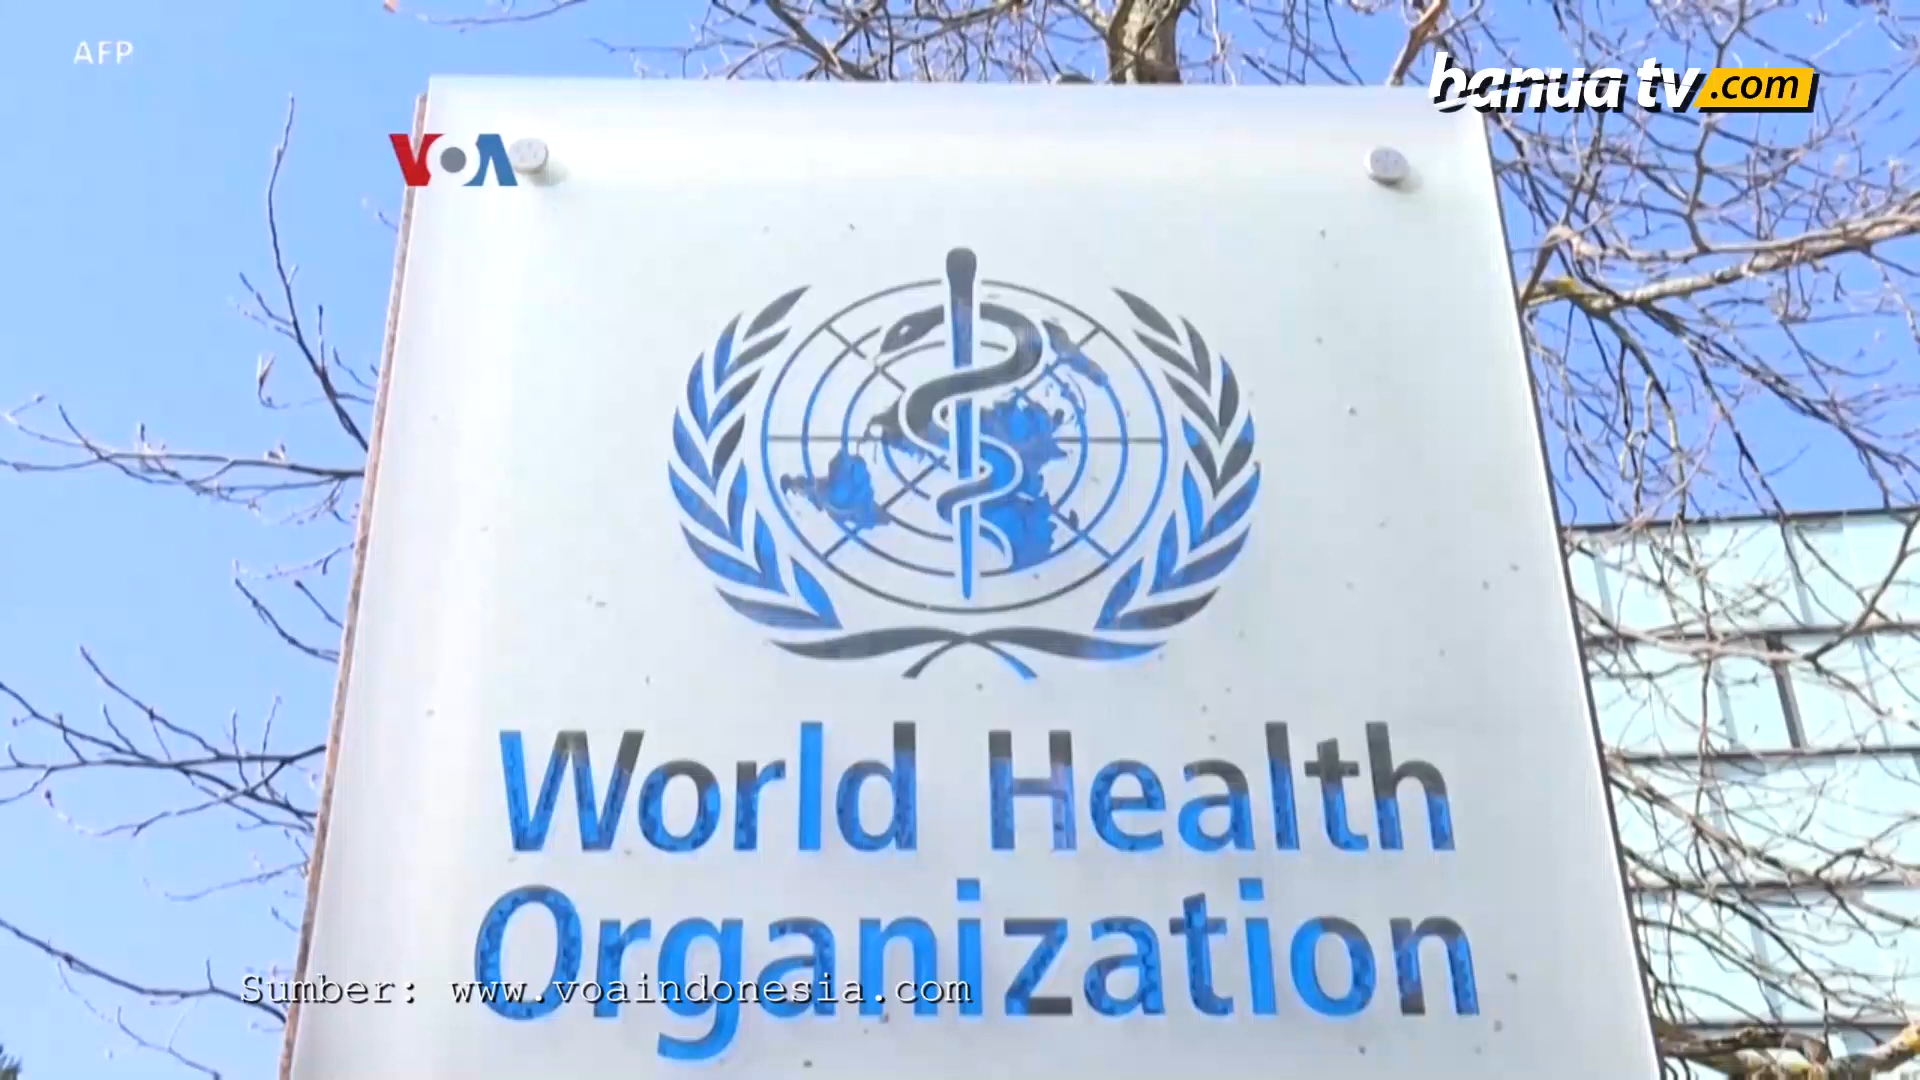 AFP
banua tv.com
VOA
World Health
Organization
Sumber: www.voaindonesia.com